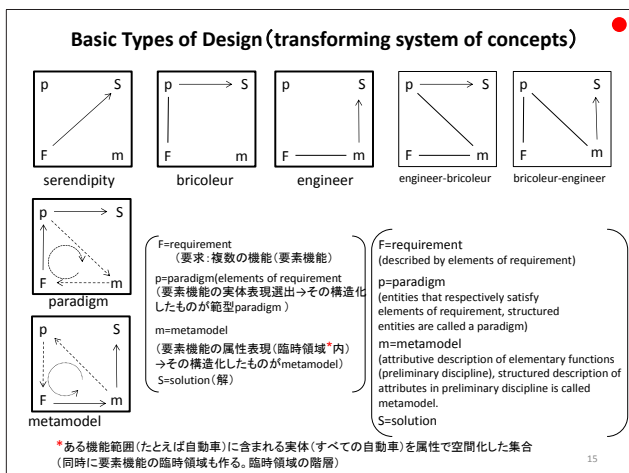 Basic Types of Design（transforming system of concepts）
p S
F m
serendipity
p S
F m
bricoleur
p S
F m
engineer
p S
F m
engineer-bricoleur
p S
F m
bricoleur-engineer
p S
F m
paradigm
p S
F m
metamodel
F=requirement
（要求：複数の機能（要素機能）
p=paradigm(elements of requirement
（要素機能の実体表現選出→その構造化
したものが範型paradigm ）
m=metamodel
（要素機能の属性表現（臨時領域*内）
→その構造化したものがmetamodel）
S=solution（解）
F=requirement
(described by elements of requirement)
p=paradigm
(entities that respectively satisfy
elements of requirement, structured
entities are called a paradigm)
m=metamodel
(attributive description of elementary functions
(preliminary discipline), structured description of
attributes in preliminary discipline is called
metamodel.
S=solution
*ある機能範囲（たとえば自動車）に含まれる実体（すべての自動車）を属性で空間化した集合
（同時に要素機能の臨時領域も作る。臨時領域の階層）
15